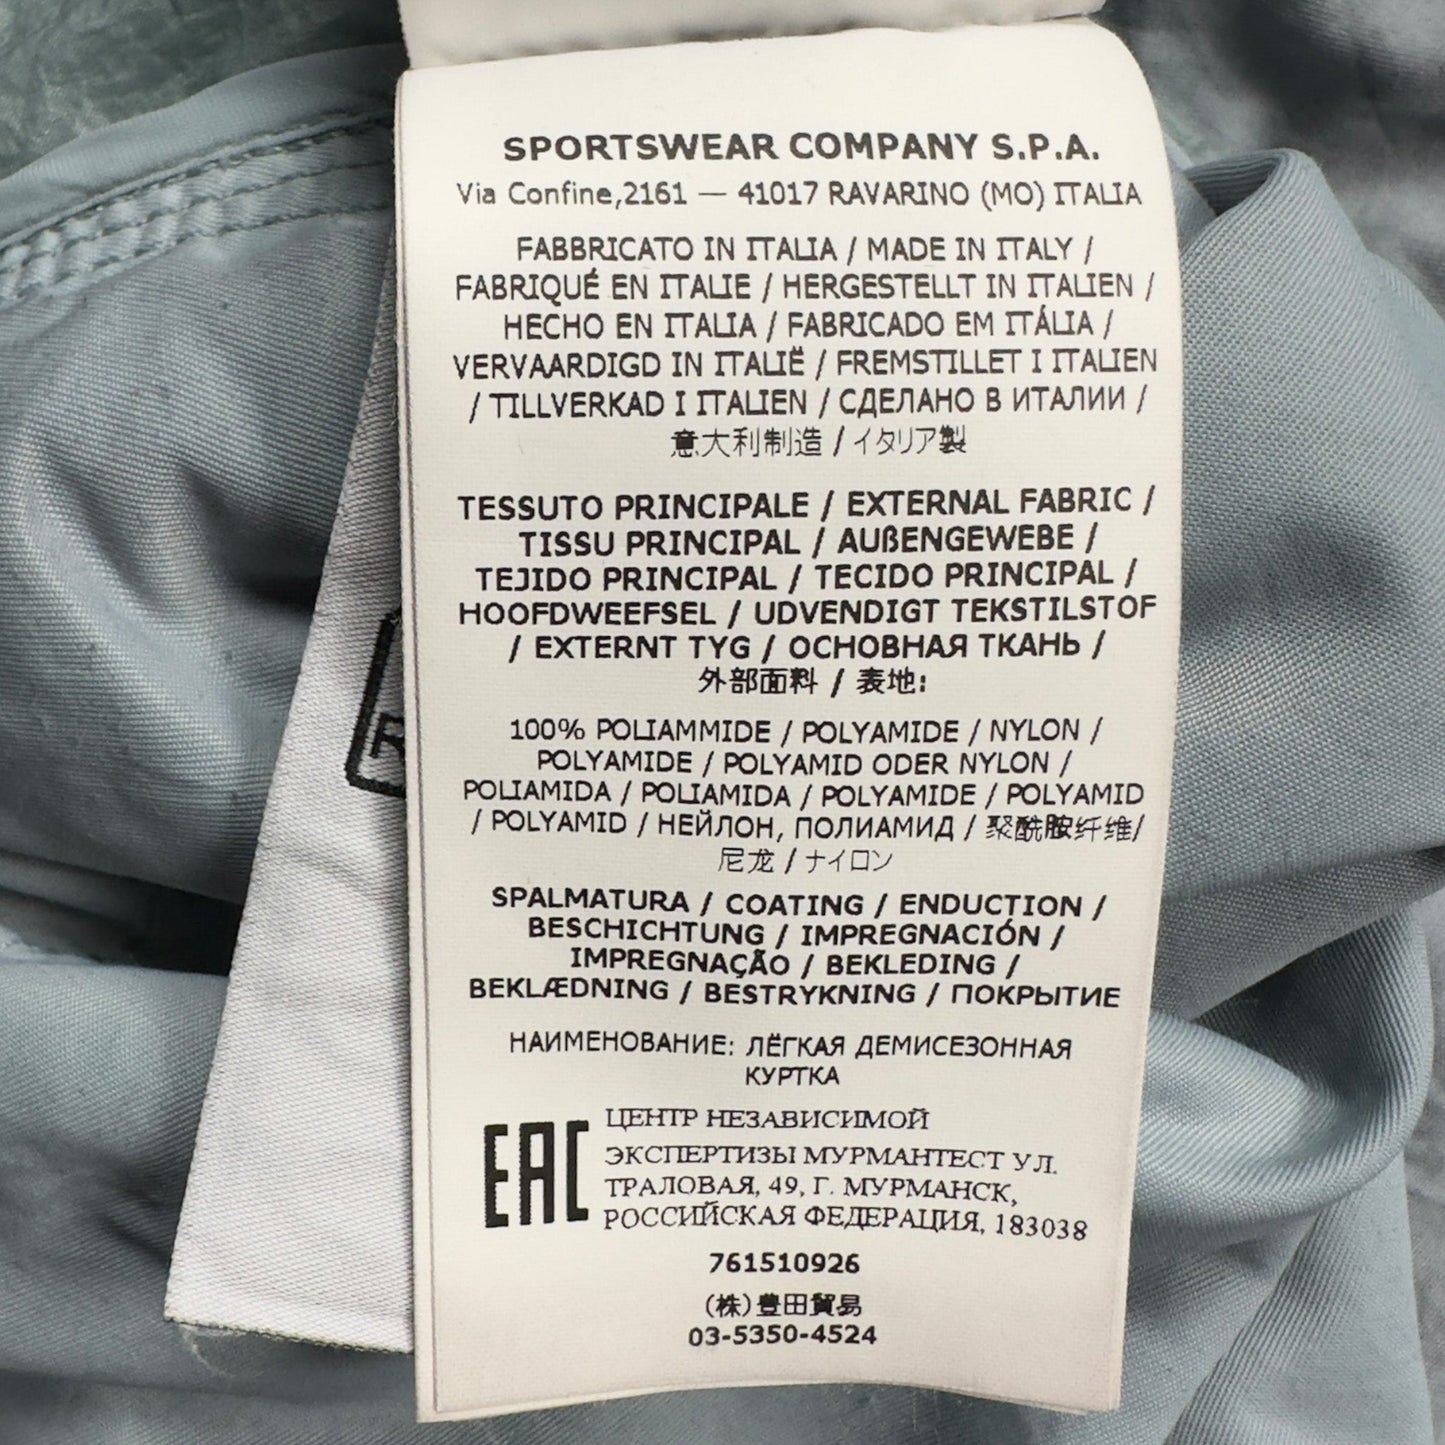 SPORTSWEAR COMPANY S.P.A.
Via Confine,2161 — 41017 RAVARINO (MO) ITALIA
FABBRICATO IN ITALIA / MADE IN ITALY /
FABRIQUÉ EN ITALIE / HERGESTELLT IN ITALIEN /
HECHO EN ITALIA / FABRICADO EM ITÁLIA /
VERVAARDIGD IN ITALIË / FREMSTILLET I ITALIEN
/ TILLVERKAD I ITALIEN / СДЕЛАНО В ИТАЛИИ /
意大利制造 / イタリア製
TESSUTO PRINCIPALE / EXTERNAL FABRIC /
TISSU PRINCIPAL / AUßENGEWEBE /
TEJIDO PRINCIPAL / TECIDO PRINCIPAL /
HOOFDWEEFSEL / UDVENDIGT TEKSTILSTOF
/ EXTERNT TYG / ОСНОВНАЯ ТКАНЬ /
外部面料 / 表地:
100% POLIAMMIDE / POLYAMIDE / NYLON /
POLYAMIDE / POLYAMID ODER NYLON /
POLIAMIDA / POLIAMIDA / POLYAMIDE / POLYAMID
/ POLYAMID / НЕЙЛОН, ПОЛИАМИД / 聚酰胺纤维/
尼龙 / ナイロン
SPALMATURA / COATING / ENDUCTION /
BESCHICHTUNG / IMPREGNACIÓN /
IMPREGNAÇÃO / BEKLEDING /
BEKLÆDNING / BESTRYKNING / ПОКРЫТИЕ
НАИМЕНОВАНИЕ: ЛЁГКАЯ ДЕМИСЕЗОННАЯ
КУРТКА
EAC
ЦЕНТР НЕЗАВИСИМОЙ
ЭКСПЕРТИЗЫ МУРМАНТЕСТ УЛ.
ТРАЛОВАЯ, 49, Г. МУРМАНСК,
РОССИЙСКАЯ ФЕДЕРАЦИЯ, 183038
761510926
(株)豊田貿易
03-5350-4524